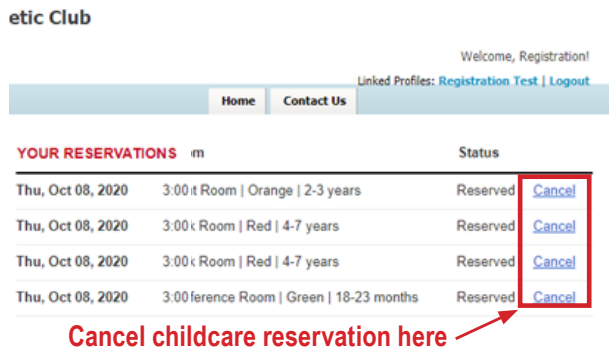 etic Club
Welcome, Registration!
Linked Profiles: Registration Test | Logout
Home Contact Us
YOUR RESERVATIONS om Status
Thu, Oct 08, 2020 3:00 t Room | Orange | 2-3 years Reserved Cancel
Thu, Oct 08, 2020 3:00 k Room | Red | 4-7 years Reserved Cancel
Thu, Oct 08, 2020 3:00 k Room | Red | 4-7 years Reserved Cancel
Thu, Oct 08, 2020 3:00 ference Room | Green | 18-23 months Reserved Cancel
Cancel childcare reservation here